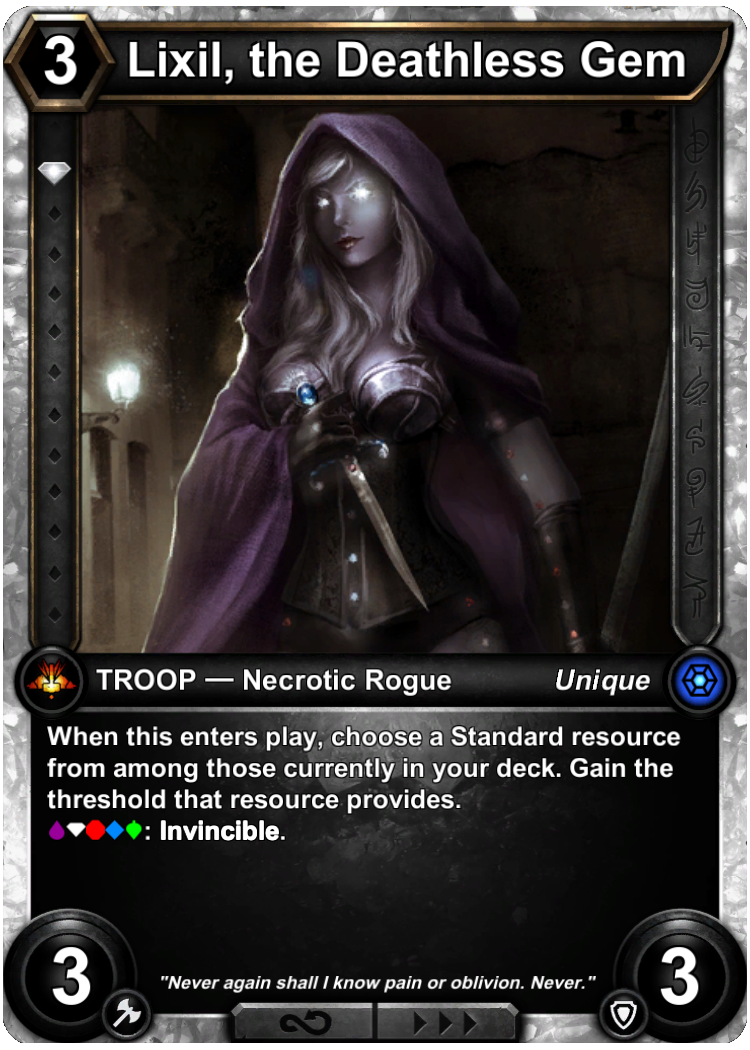 3 Lixil, the Deathless Gem
TROOP — Necrotic Rogue Unique
When this enters play, choose a Standard resource
from among those currently in your deck. Gain the
threshold that resource provides.
: Invincible.
"Never again shall I know pain or oblivion. Never."
3 3